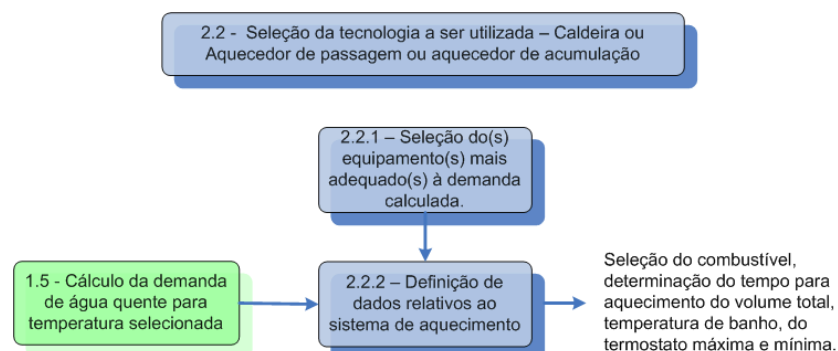 2.2 - Seleção da tecnologia a ser utilizada – Caldeira ou
Aquecedor de passagem ou aquecedor de acumulação
2.2.1 – Seleção do(s)
equipamento(s) mais
adequado(s) à demanda
calculada.
1.5 - Cálculo da demanda
de água quente para
temperatura selecionada
2.2.2 – Definição de
dados relativos ao
sistema de aquecimento
Seleção do combustível,
determinação do tempo para
aquecimento do volume total,
temperatura de banho, do
termostato máxima e mínima.